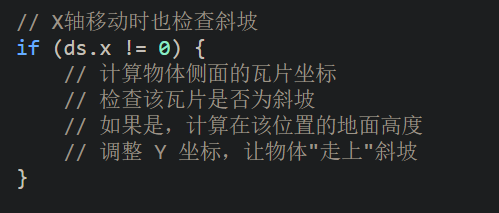 // X轴移动时也检查斜坡
if (ds.x != 0) {
    // 计算物体侧面的瓦片坐标
    // 检查该瓦片是否为斜坡
    // 如果是，计算在该位置的地面高度
    // 调整 Y 坐标，让物体"走上"斜坡
}